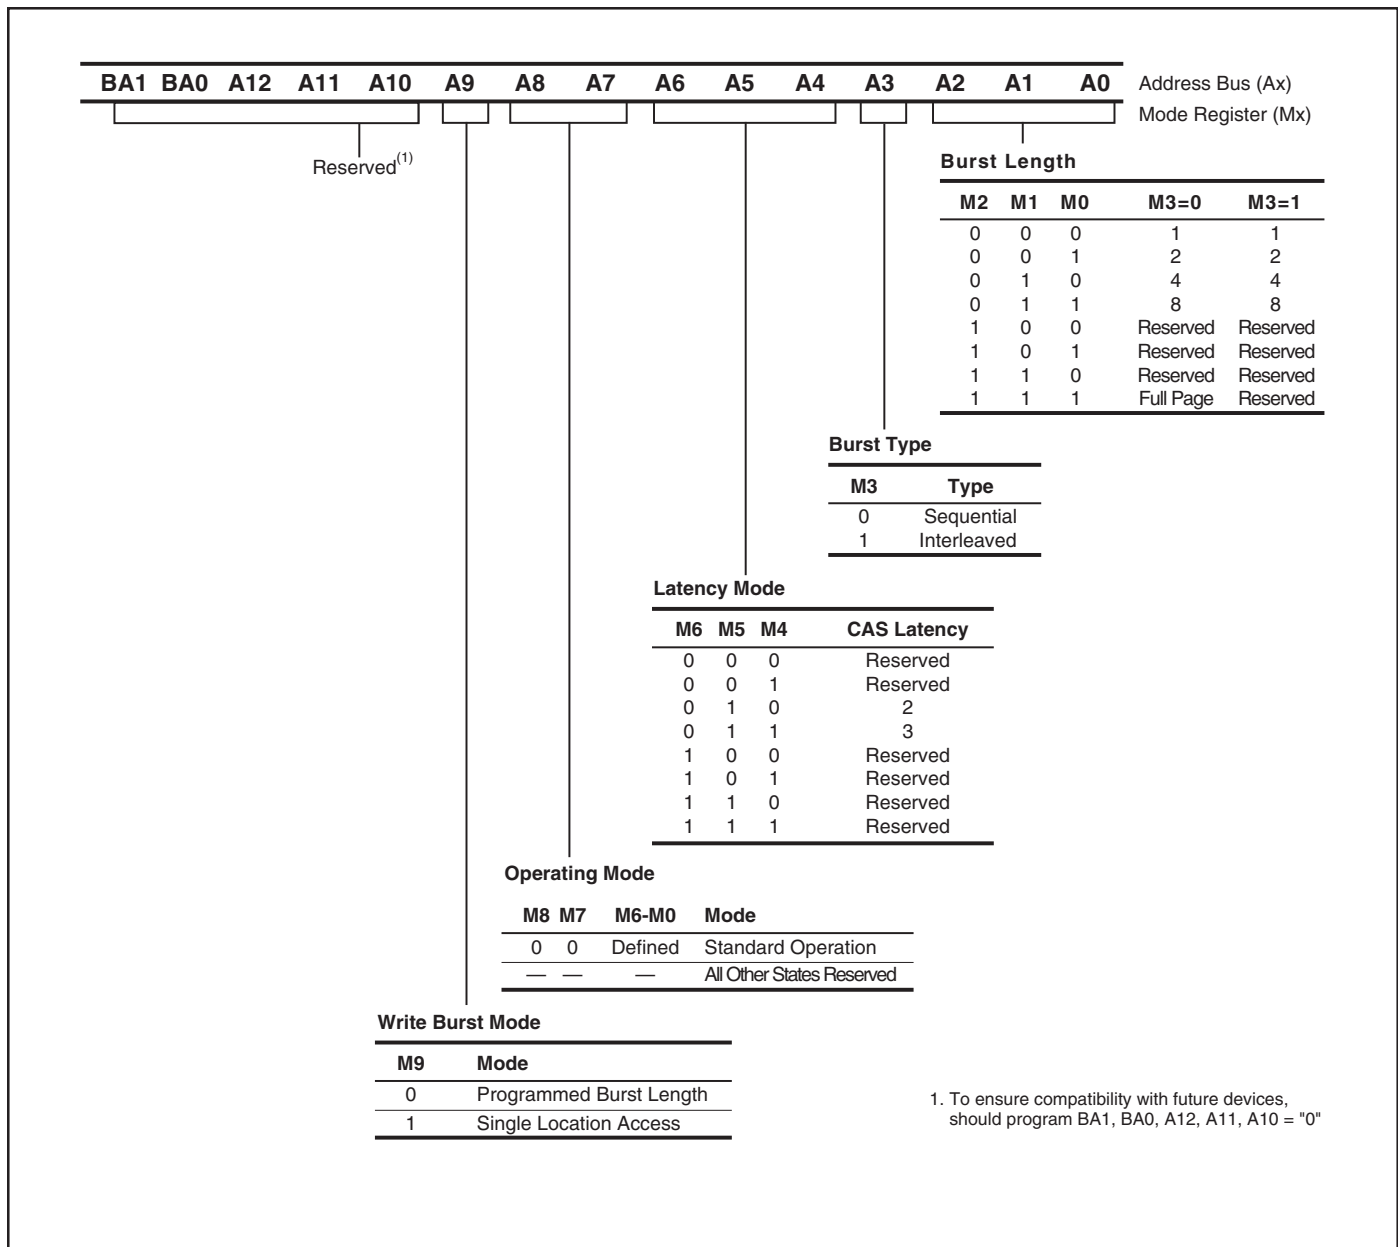 BA1 BA0 A12 A11 A10 A9 A8 A7 A6 A5 A4 A3 A2 A1 A0 Address Bus (Ax)
Mode Register (Mx)
Reserved(1)
Burst Length
M2 M1 M0 M3=0 M3=1
0 0 0 1 1
0 0 1 2 2
0 1 0 4 4
0 1 1 8 8
1 0 0 Reserved Reserved
1 0 1 Reserved Reserved
1 1 0 Reserved Reserved
1 1 1 Full Page Reserved
Burst Type
M3 Type
0 Sequential
1 Interleaved
Latency Mode
M6 M5 M4 CAS Latency
0 0 0 Reserved
0 0 1 Reserved
0 1 0 2
0 1 1 3
1 0 0 Reserved
1 0 1 Reserved
1 1 0 Reserved
1 1 1 Reserved
Operating Mode
M8 M7 M6-M0 Mode
0 0 Defined Standard Operation
— — — All Other States Reserved
Write Burst Mode
M9 Mode
0 Programmed Burst Length
1 Single Location Access
1. To ensure compatibility with future devices,
should program BA1, BA0, A12, A11, A10 = "0"